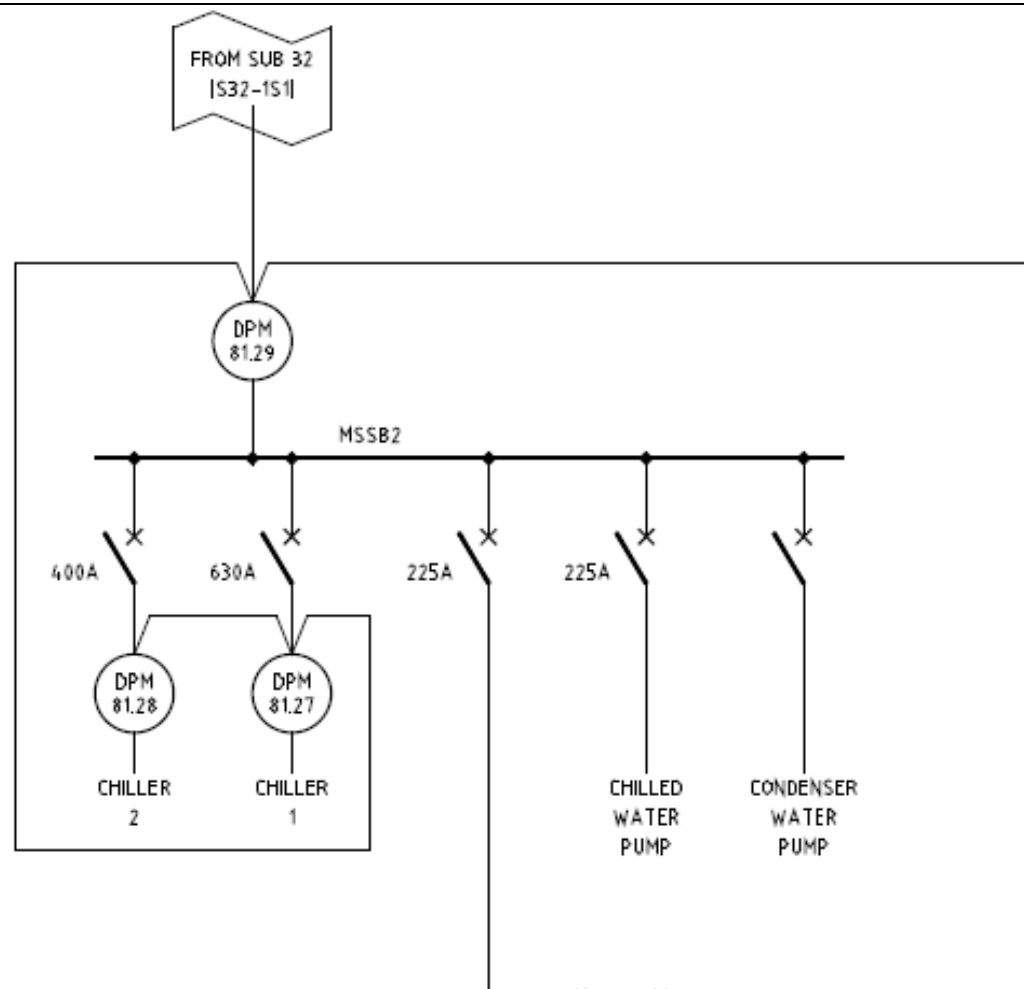 FROM SUB 32
|S32-1S1|
DPM
81.29
MSSB2
400A
630A
225A
225A
DPM
81.28
DPM
81.27
CHILLER
2
CHILLER
1
CHILLED
WATER
PUMP
CONDENSER
WATER
PUMP